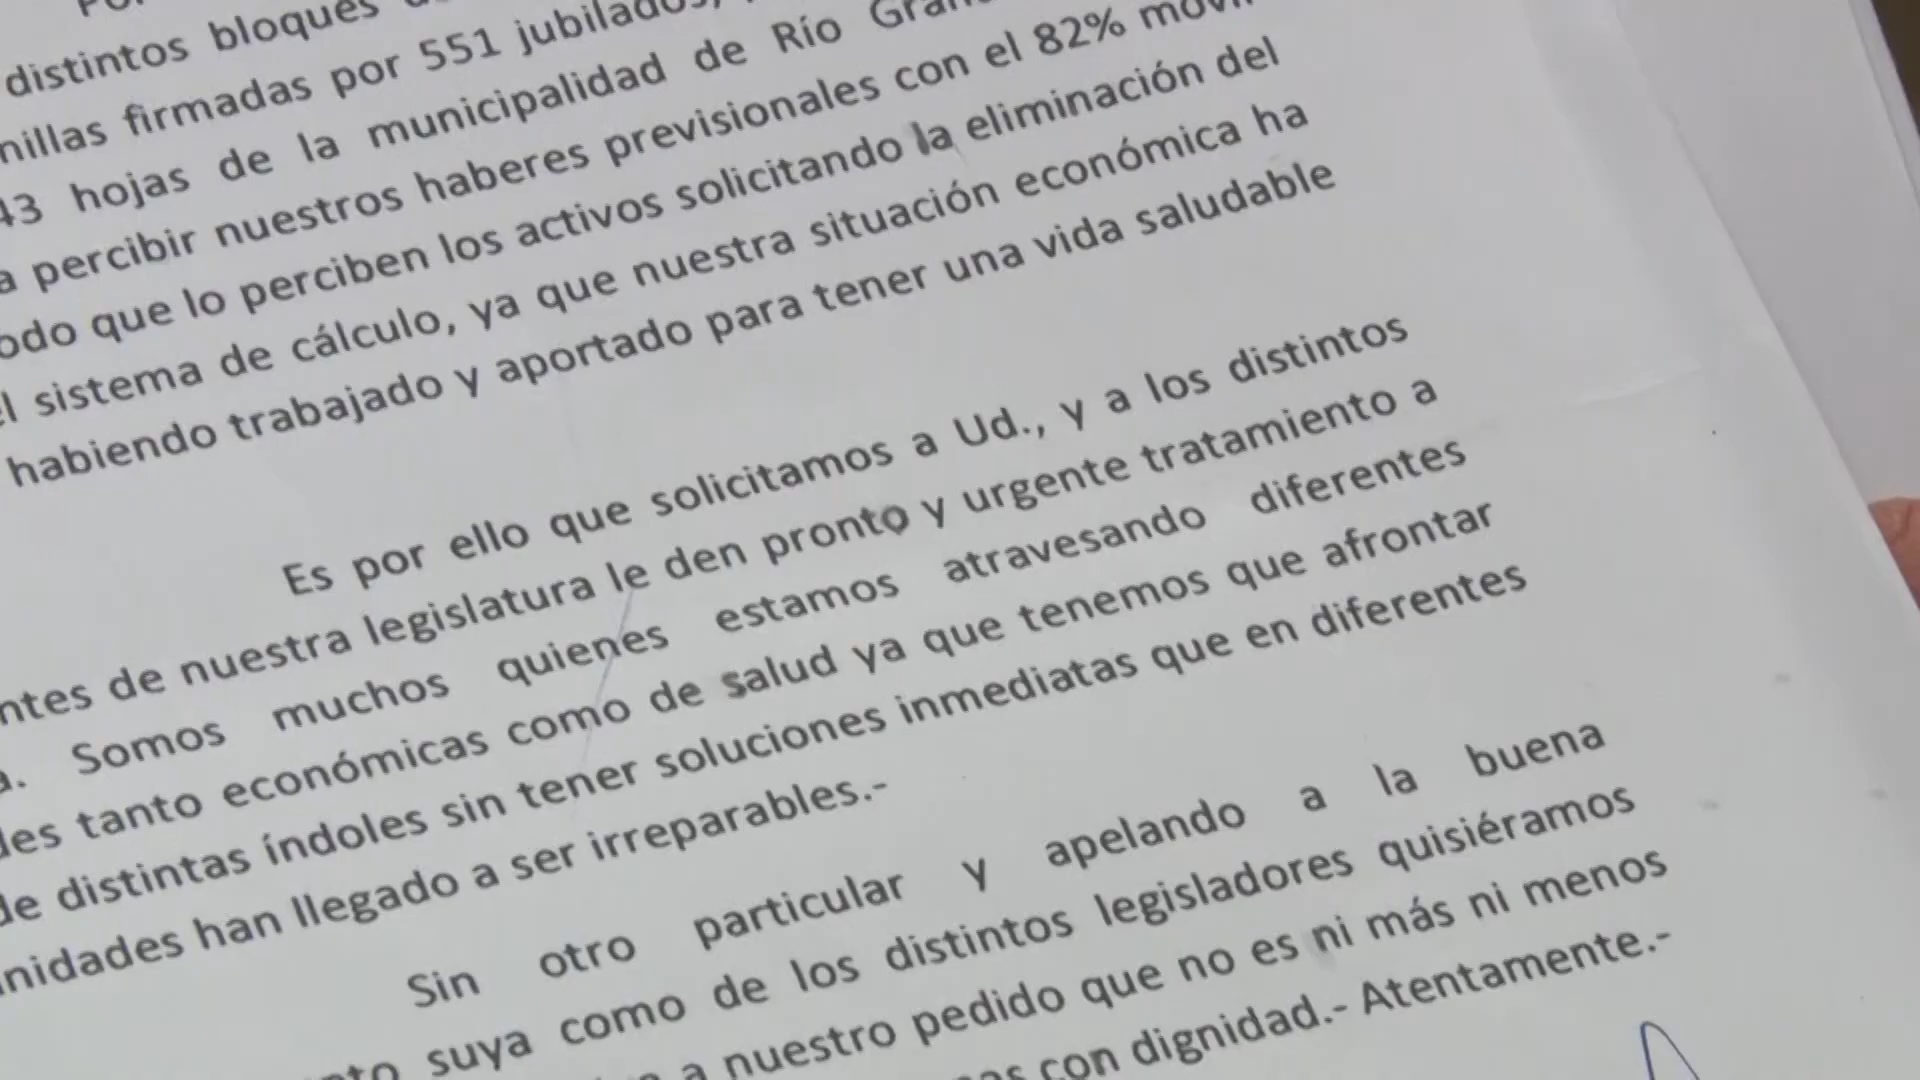 distintos bloques
nillas firmadas por 551 jubilados,
43 hojas de la municipalidad de Río
a percibir nuestros haberes previsionales con el 82%
odo que lo perciben los activos solicitando la eliminación del
el sistema de cálculo, ya que nuestra situación económica ha
habiendo trabajado y aportado para tener una vida saludable
Es por ello que solicitamos a Ud., y a los distintos
ntes de nuestra legislatura le den pronto y urgente tratamiento a
a. Somos muchos quienes estamos atravesando diferentes
des tanto económicas como de salud ya que tenemos que afrontar
de distintas índoles sin tener soluciones inmediatas que en diferentes
nidades han llegado a ser irreparables.-
Sin otro particular y apelando a la buena
nto suya como de los distintos legisladores quisiéramos
a nuestro pedido que no es ni más ni menos
as con dignidad.- Atentamente.-